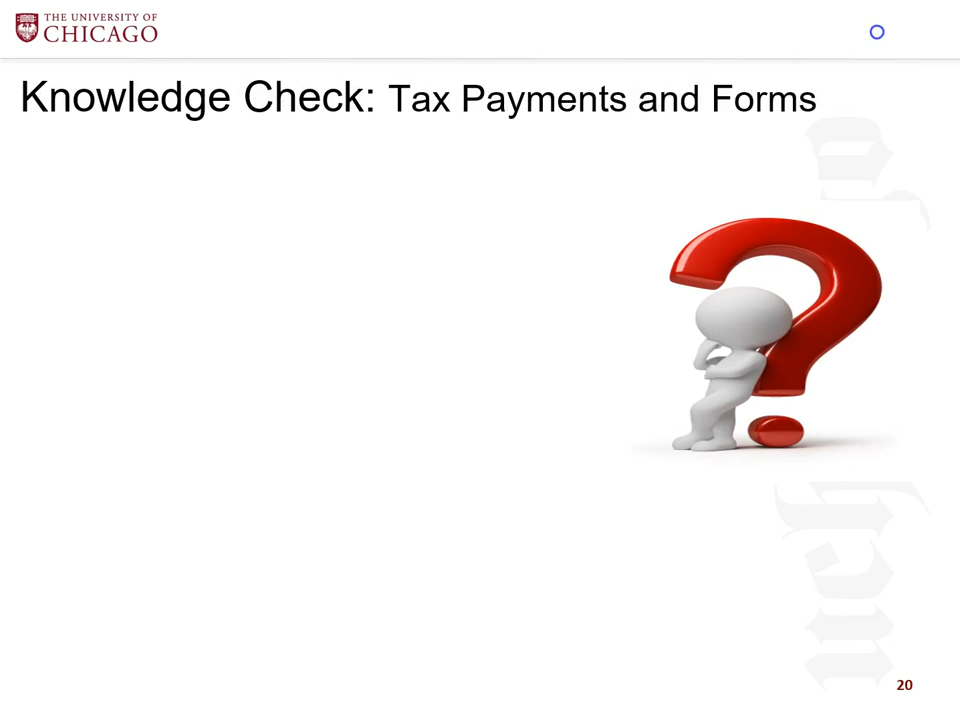 THE UNIVERSITY OF
CHICAGO
Knowledge Check: Tax Payments and Forms
20